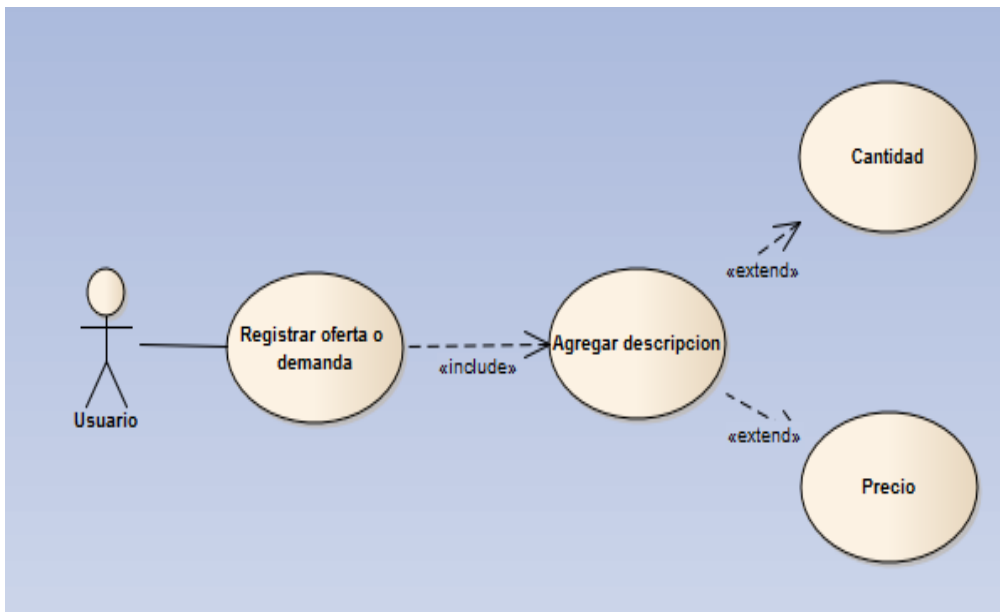 Cantidad
«extend»
Registrar oferta o
demanda
«include»
Agregar descripcion
Usuario
«extend»
Precio